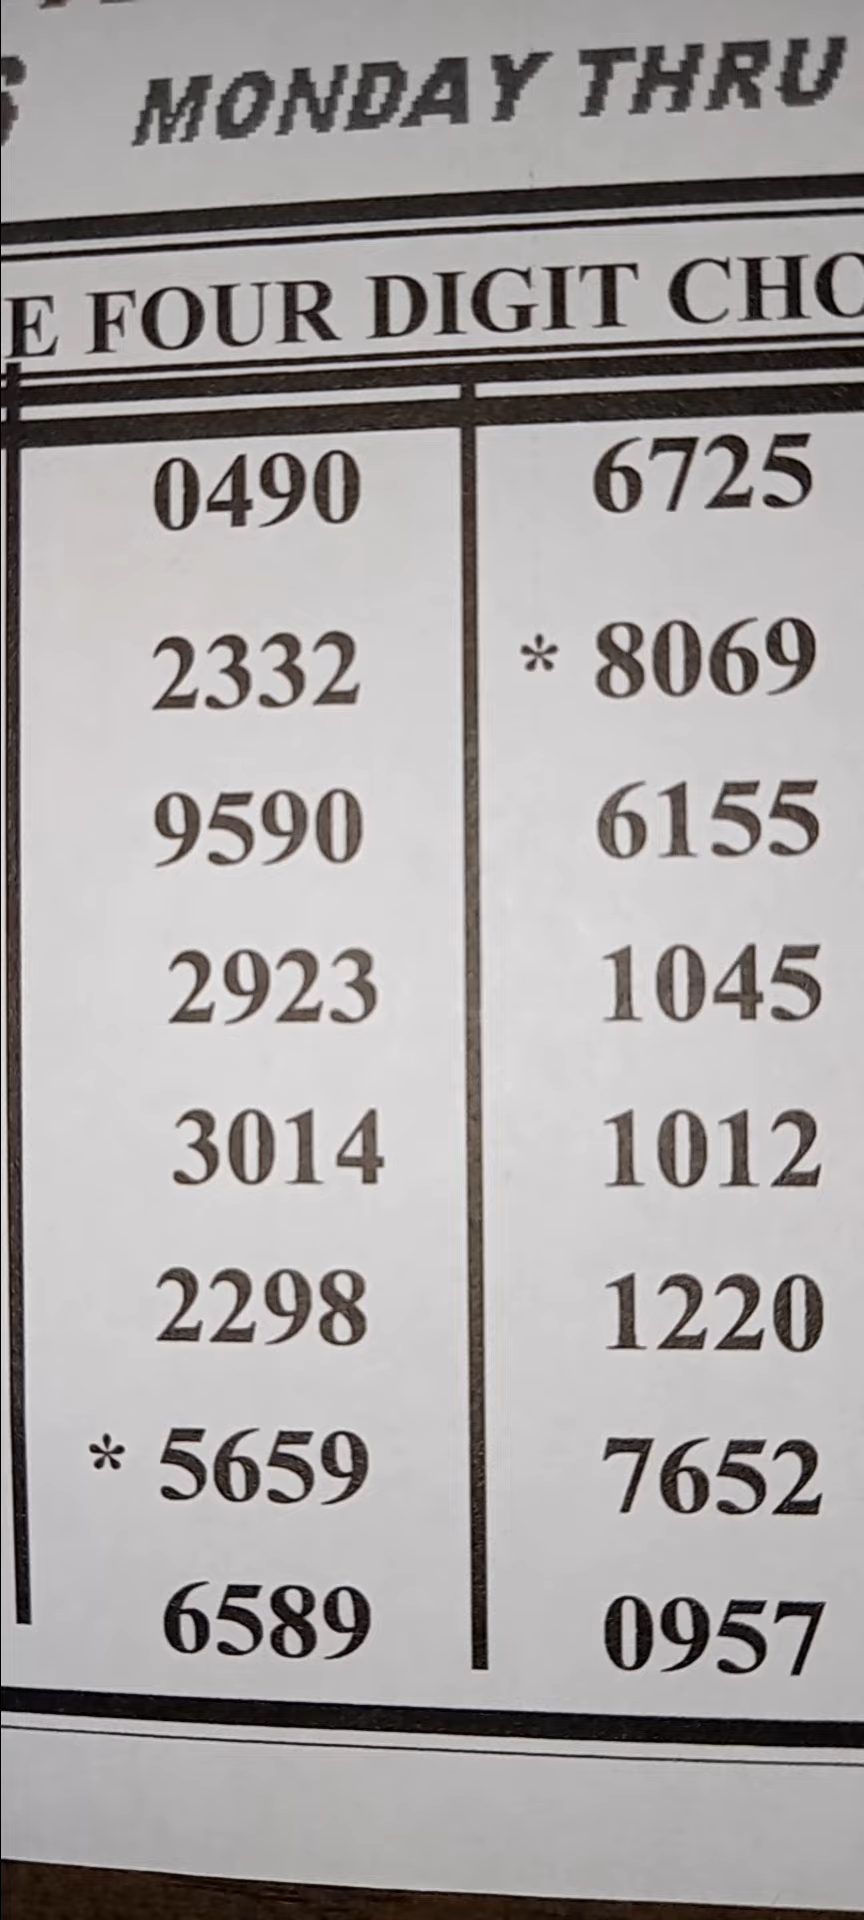 MONDAY THRU
E FOUR DIGIT CHO
0490 6725
2332 * 8069
9590 6155
2923 1045
3014 1012
2298 1220
* 5659 7652
6589 0957